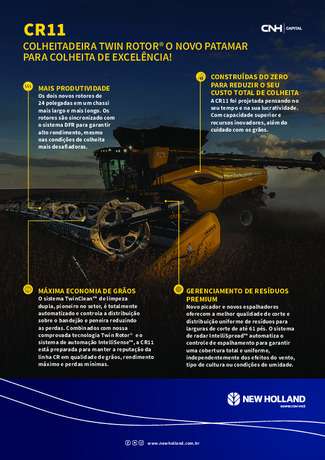 CR11
CNH | CAPITAL
COLHEITADEIRA TWIN ROTOR® O NOVO PATAMAR
PARA COLHEITA DE EXCELÊNCIA!
MAIS PRODUTIVIDADE
Os dois novos rotores de
24 polegadas em um chassi
mais largo e mais longo. Os
rotores são sincronizado com
o sistema DFR para garantir
alto rendimento, mesmo
nas condições de colheita
mais desafiadoras.
CONSTRUÍDAS DO ZERO
PARA REDUZIR O SEU
CUSTO TOTAL DE COLHEITA
A CR11 foi projetada pensando no
seu tempo e na sua lucratividade.
Com capacidade superior e
recursos inovadores, além do
cuidado com os grãos.
MÁXIMA ECONOMIA DE GRÃOS
O sistema TwinClean™ de limpeza
dupla, pioneiro no setor, é totalmente
automatizado e controla a distribuição
sobre o bandejão e peneira reduzindo
as perdas. Combinados com nossa
comprovada tecnologia Twin Rotor® e o
sistema de automação IntelliSense™, a CR11
está preparada para manter a reputação da
linha CR em qualidade de grãos, rendimento
máximo e perdas mínimas.
GERENCIAMENTO DE RESÍDUOS
PREMIUM
Novo picador e novos espalhadores
oferecem a melhor qualidade de corte e
distribuição uniforme de resíduos para
larguras de corte de até 61 pés. O sistema
de radar IntelliSpread™ automatiza o
controle de espalhamento para garantir
uma cobertura total e uniforme,
independentemente dos efeitos do vento,
tipo de cultura ou condições de umidade.
NEW HOLLAND
www.newholland.com.br